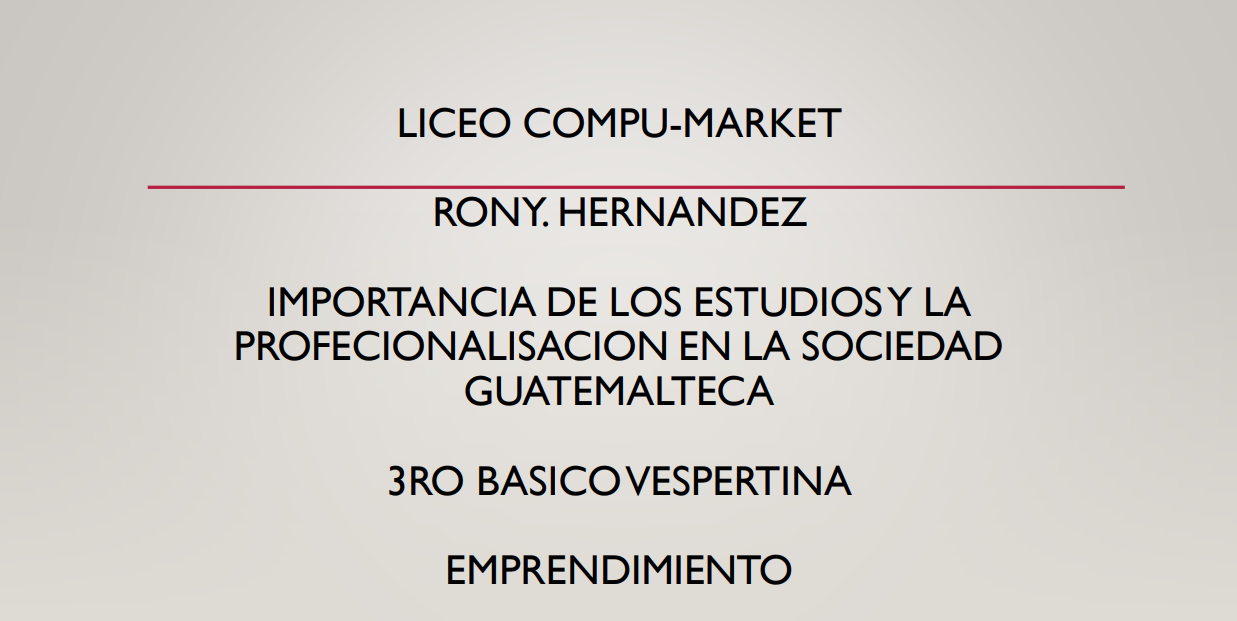 LICEO COMPU-MARKET
RONY. HERNANDEZ
IMPORTANCIA DE LOS ESTUDIOS Y LA
PROFECIONALISACION EN LA SOCIEDAD
GUATEMALTECA
3RO BASICO VESPERTINA
EMPRENDIMIENTO